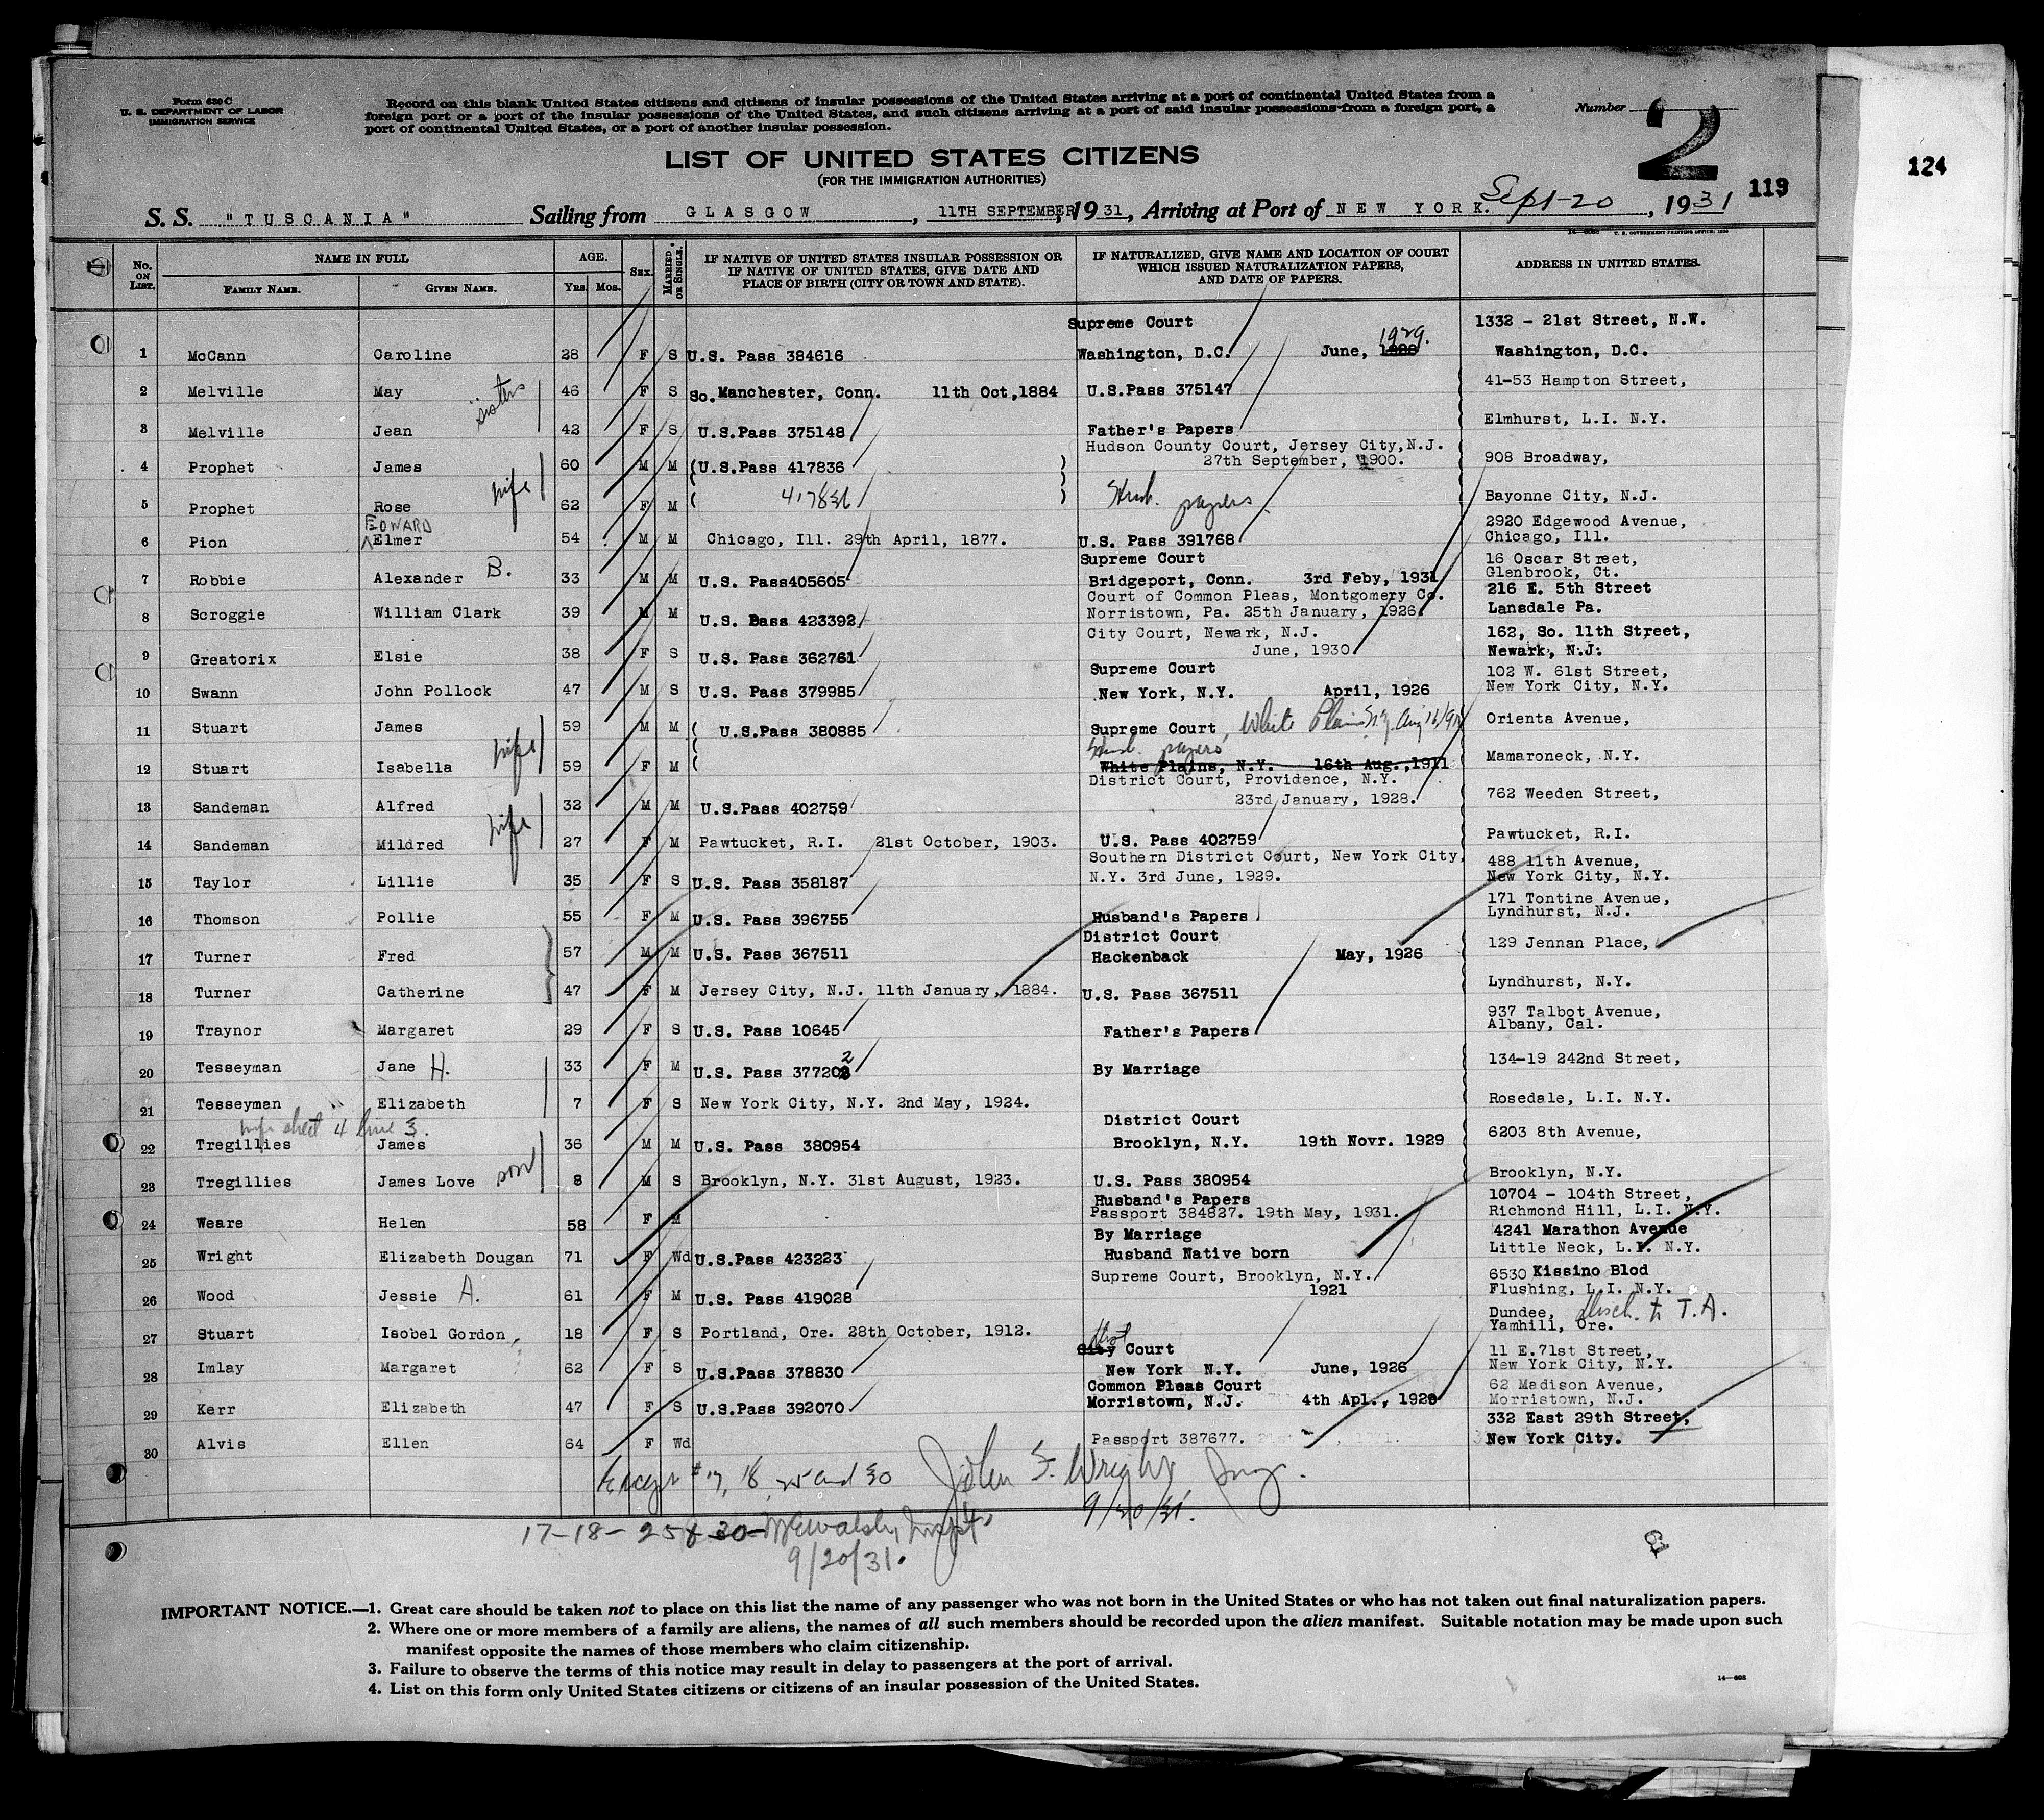 Form 630 C
U. S. DEPARTMENT OF LABOR
IMMIGRATION SERVICE
Record on this blank United States citizens and citizens of insular possessions of the United States arriving at a port of continental United States from a
foreign port or a port of the insular possessions of the United States, and such citizens arriving at a port of said insular possessions from a foreign port, a
port of continental United States, or a port of another insular possession.
Number 2
LIST OF UNITED STATES CITIZENS
(FOR THE IMMIGRATION AUTHORITIES)
124
119
S. S. "TUSCANIA" Sailing from GLASGOW, 11TH SEPTEMBER, 1931, Arriving at Port of NEW YORK. Sept-20, 1931
No. ON LIST. NAME IN FULL FAMILY NAME. GIVEN NAME. AGE. YRS. MOS. SEX. MARRIED OR SINGLE. IF NATIVE OF UNITED STATES INSULAR POSSESSION OR IF NATIVE OF UNITED STATES, GIVE DATE AND PLACE OF BIRTH (CITY OR TOWN AND STATE). IF NATURALIZED, GIVE NAME AND LOCATION OF COURT WHICH ISSUED NATURALIZATION PAPERS, AND DATE OF PAPERS. ADDRESS IN UNITED STATES.
Supreme Court 1332 - 21st Street, N.W.
1 McCann Caroline 28 F S U.S. Pass 384616 Washington, D.C. June, 1929. Washington, D.C.
2 Melville May sisters 46 F S So. Manchester, Conn. 11th Oct,1884 U.S.Pass 375147 41-53 Hampton Street,
3 Melville Jean 42 F S U.S.Pass 375148 Father's Papers Elmhurst, L.I. N.Y.
Hudson County Court, Jersey City,N.J.
4 Prophet James 60 M M (U.S.Pass 417836 27th September, 1900. 908 Broadway,
5 Prophet Rose wife 62 F M 417836 Husb. papers Bayonne City, N.J.
EDWARD 2920 Edgewood Avenue,
6 Pion Elmer 54 M M Chicago, Ill. 29th April, 1877. U.S. Pass 391768 Chicago, Ill.
Supreme Court 16 Oscar Street,
7 Robbie Alexander B. 33 M M U.S. Pass405605 Bridgeport, Conn. 3rd Feby, 1931 Glenbrook, Ct.
Court of Common Pleas, Montgomery Co. 216 E. 5th Street
8 Scroggie William Clark 39 M M U.S. Pass 423392 Norristown, Pa. 25th January, 1926. Lansdale Pa.
City Court, Newark, N.J. 162, So. 11th Street,
9 Greatorix Elsie 38 F S U.S. Pass 362761 June, 1930 Newark, N.J.
Supreme Court 102 W. 61st Street,
10 Swann John Pollock 47 M S U.S. Pass 379985 New York, N.Y. April, 1926 New York City, N.Y.
11 Stuart James 59 M M ( U.S.Pass 380885 Supreme Court, White Plains N.Y. Aug 16/911 Orienta Avenue,
Husb. papers
12 Stuart Isabella wife 59 F M White Plains, N.Y. 16th Aug.,1911 Mamaroneck, N.Y.
District Court, Providence, N.Y.
13 Sandeman Alfred 32 M M U.S.Pass 402759 23rd January, 1928. 762 Weeden Street,
14 Sandeman Mildred wife 27 F M Pawtucket, R.I. 21st October, 1903. U.S. Pass 402759 Pawtucket, R.I.
Southern District Court, New York City, 488 11th Avenue,
15 Taylor Lillie 35 F S U.S. Pass 358187 N.Y. 3rd June, 1929. New York City, N.Y.
171 Tontine Avenue,
16 Thomson Pollie 55 F M U.S. Pass 396755 Husband's Papers Lyndhurst, N.J.
District Court
17 Turner Fred 57 M M U.S. Pass 367511 Hackenback May, 1926 129 Jennan Place,
18 Turner Catherine 47 F M Jersey City, N.J. 11th January, 1884. U.S. Pass 367511 Lyndhurst, N.Y.
937 Talbot Avenue,
19 Traynor Margaret 29 F S U.S. Pass 10645 Father's Papers Albany, Cal.
20 Tesseyman Jane H. 33 F M U.S. Pass 377202 By Marriage 134-19 242nd Street,
21 Tesseyman Elizabeth 7 F S New York City, N.Y. 2nd May, 1924. Rosedale, L.I. N.Y.
wife sheet 4 line 3. District Court
22 Tregillies James 36 M M U.S. Pass 380954 Brooklyn, N.Y. 19th Novr. 1929 6203 8th Avenue,
23 Tregillies James Love son 8 M S Brooklyn, N.Y. 31st August, 1923. U.S. Pass 380954 Brooklyn, N.Y.
Husband's Papers 10704 - 104th Street,
24 Weare Helen 58 F M Passport 384827. 19th May, 1931. Richmond Hill, L.I. N.Y.
By Marriage 4241 Marathon Avenue
25 Wright Elizabeth Dougan 71 F Wd U.S.Pass 423223 Husband Native born Little Neck, L.I. N.Y.
Supreme Court, Brooklyn, N.Y. 6530 Kissino Blod
26 Wood Jessie A. 61 F M U.S. Pass 419028 1921 Flushing, L.I. N.Y.
Dundee, disch. to T.A.
27 Stuart Isobel Gordon 18 F S Portland, Ore. 28th October, 1912. Yamhill, Ore.
City Court 11 E.71st Street,
28 Imlay Margaret 62 F S U.S.Pass 378830 New York N.Y. June, 1926 New York City, N.Y.
Common Pleas Court 62 Madison Avenue,
29 Kerr Elizabeth 47 F S U.S.Pass 392070 Morristown, N.J. 4th Apl., 1929 Morristown, N.J.
332 East 29th Street,
30 Alvis Ellen 64 F Wd Passport 387677. New York City.
Except #17, 18, 25 and 30 John F. Wright Insp.
9/20/31.
17-18-25 & 30- Walsh, Inspt.
9/20/31.
IMPORTANT NOTICE.—1. Great care should be taken not to place on this list the name of any passenger who was not born in the United States or who has not taken out final naturalization papers.
2. Where one or more members of a family are aliens, the names of all such members should be recorded upon the alien manifest. Suitable notation may be made upon such
manifest opposite the names of those members who claim citizenship.
3. Failure to observe the terms of this notice may result in delay to passengers at the port of arrival.
4. List on this form only United States citizens or citizens of an insular possession of the United States.